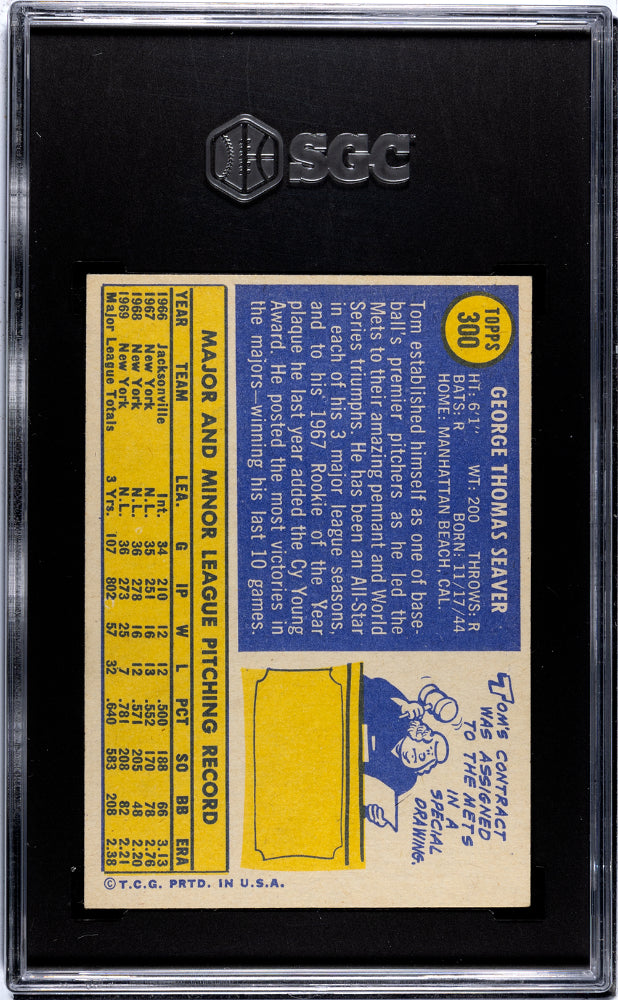 SGC
TOPPS
300
GEORGE THOMAS SEAVER
HT: 6'1" WT: 200 THROWS: R
BATS: R BORN: 11/17/44
HOME: MANHATTAN BEACH, CAL.
Tom established himself as one of base-
ball's premier pitchers as he led the
Mets to their amazing pennant and World
Series triumphs. He has been an All-Star
in each of his 3 major league seasons,
and to his 1967 Rookie of the Year
plaque he last year added the Cy Young
Award. He posted the most victories in
the majors—winning his last 10 games.
TOM'S CONTRACT
WAS ASSIGNED
TO THE METS
IN A
SPECIAL
DRAWING.
MAJOR AND MINOR LEAGUE PITCHING RECORD
YEAR TEAM LEA. G IP W L PCT SO BB ERA
1966 Jacksonville Int. 34 210 12 12 .500 188 66 3.13
1967 New York N.L. 35 251 16 13 .552 170 78 2.76
1968 New York N.L. 36 278 16 12 .571 205 48 2.20
1969 New York N.L. 36 273 25 7 .781 208 82 2.21
Major League Totals 3 Yrs. 107 802 57 32 .640 583 208 2.38
©T.C.G. PRTD. IN U.S.A.